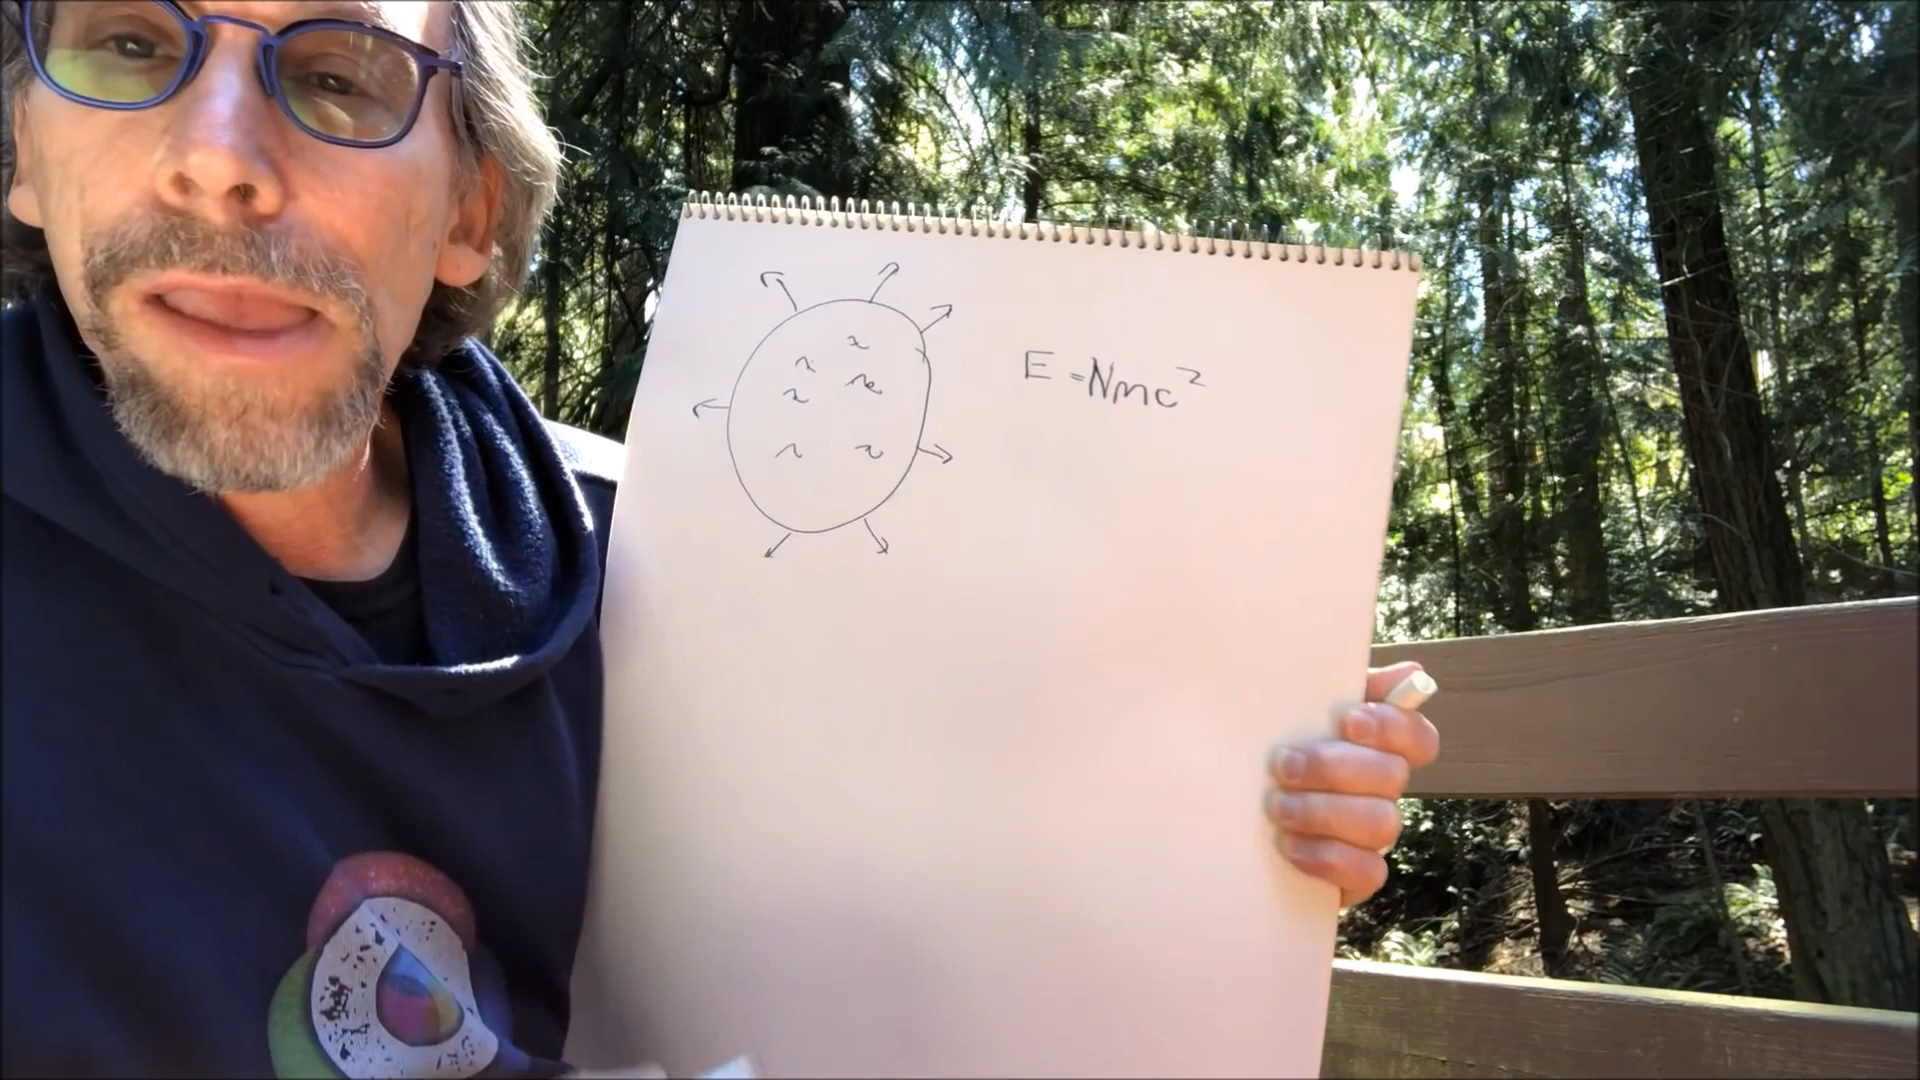 E = Nmc²